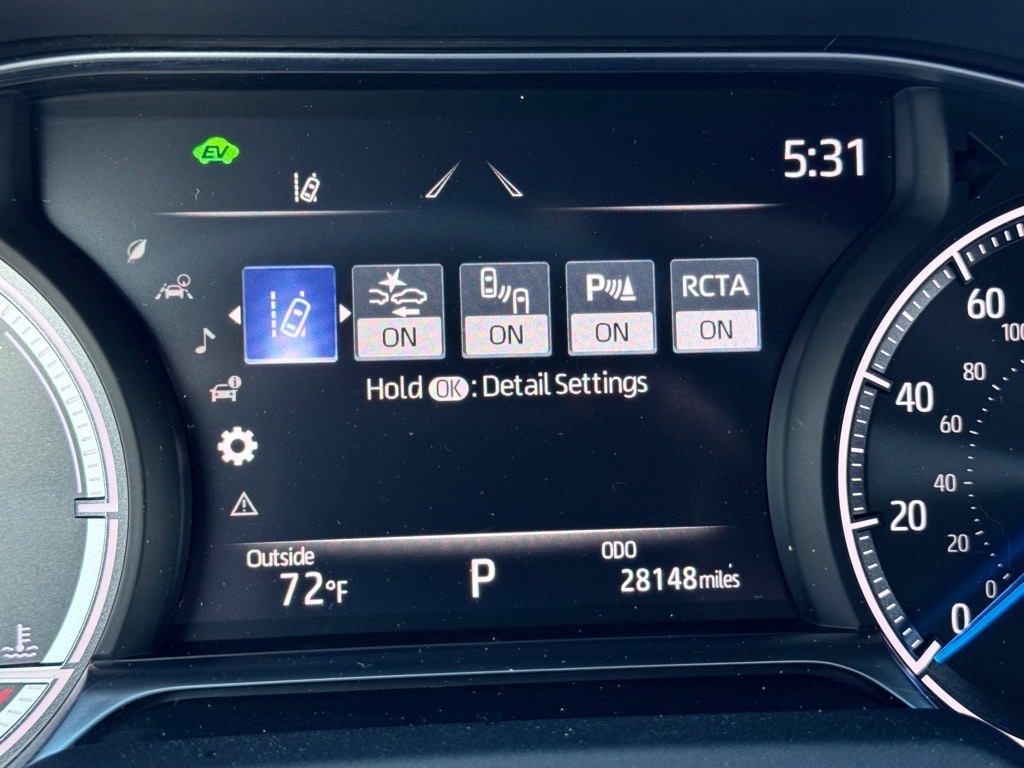 EV
5:31
P
RCTA
ON
ON
ON
ON
Hold OK : Detail Settings
Outside
72°F
P
ODO
28148 miles
60
40
20
0
80
60
40
20
0